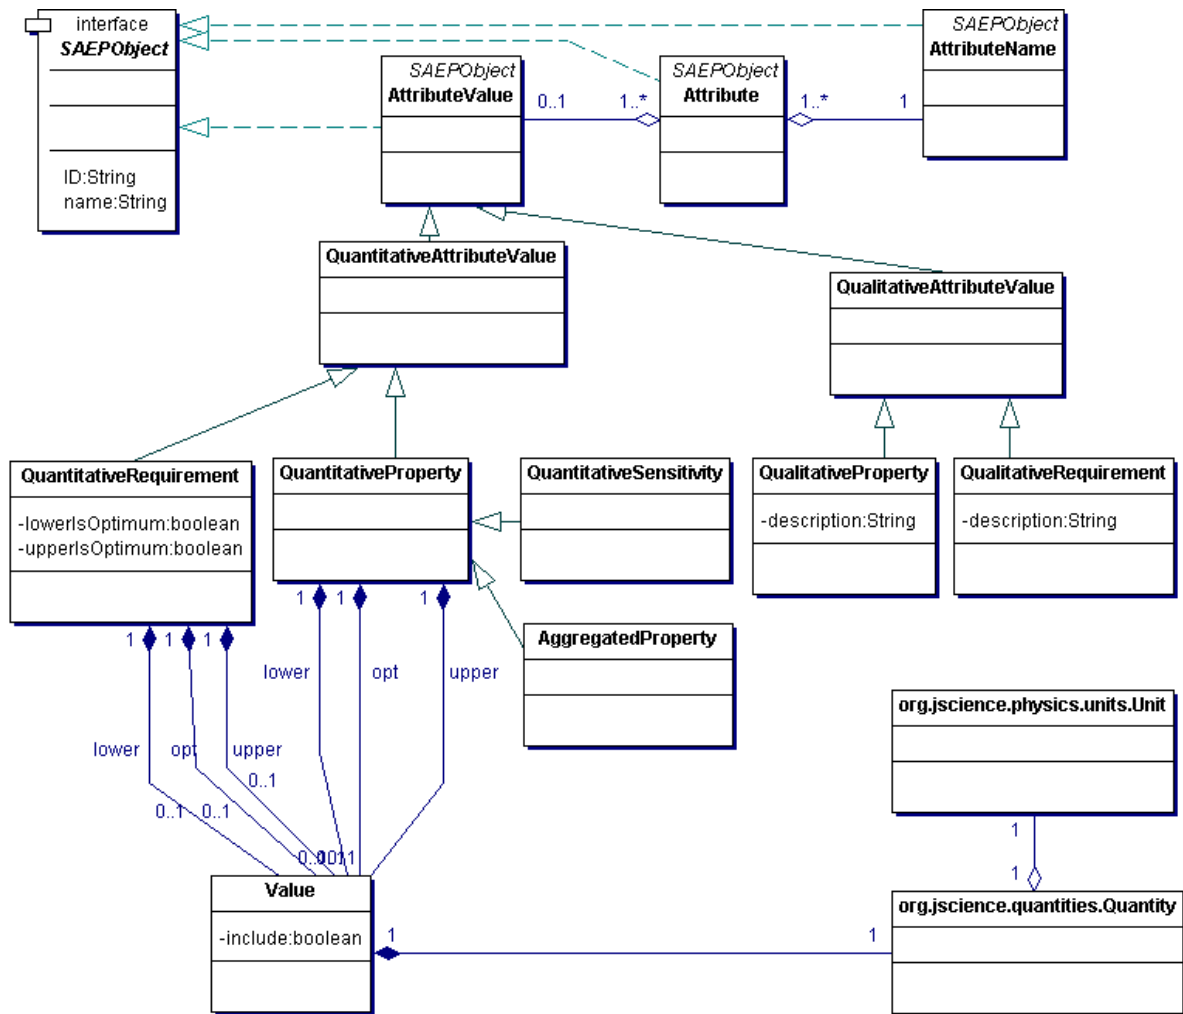 interface
SAEPObject
ID:String
name:String
SAEPObject
AttributeValue
0..1
1..*
SAEPObject
Attribute
1..*
1
SAEPObject
AttributeName
QuantitativeAttributeValue
QualitativeAttributeValue
QuantitativeRequirement
-lowerIsOptimum:boolean
-upperIsOptimum:boolean
QuantitativeProperty
QuantitativeSensitivity
QualitativeProperty
-description:String
QualitativeRequirement
-description:String
1
1
1
1
1
1
AggregatedProperty
lower
opt
upper
lower
opt
upper
0..1
0..1
0..1
org.jscience.physics.units.Unit
1
1
Value
-include:boolean
1
1
org.jscience.quantities.Quantity